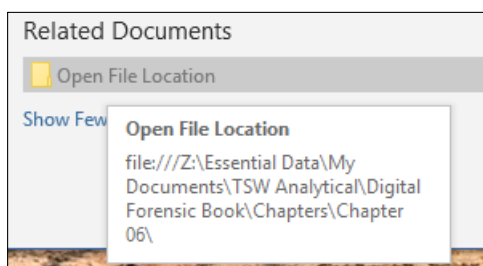 Related Documents
Open File Location
Show Few
Open File Location
file:///Z:\Essential Data\My
Documents\TSW Analytical\Digital
Forensic Book\Chapters\Chapter
06\